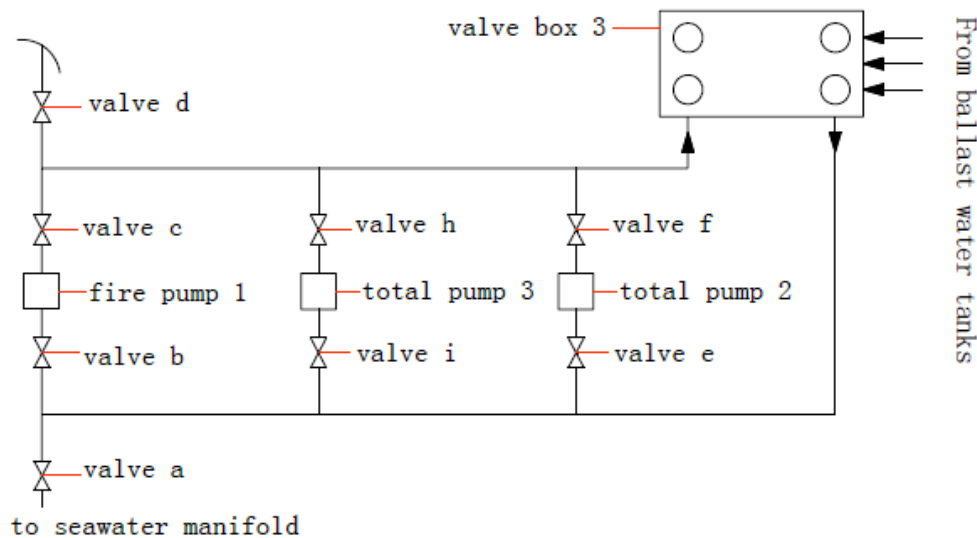 valve box 3
valve d
valve c
valve h
valve f
fire pump 1
total pump 3
total pump 2
valve b
valve i
valve e
valve a
to seawater manifold
From ballast water tanks